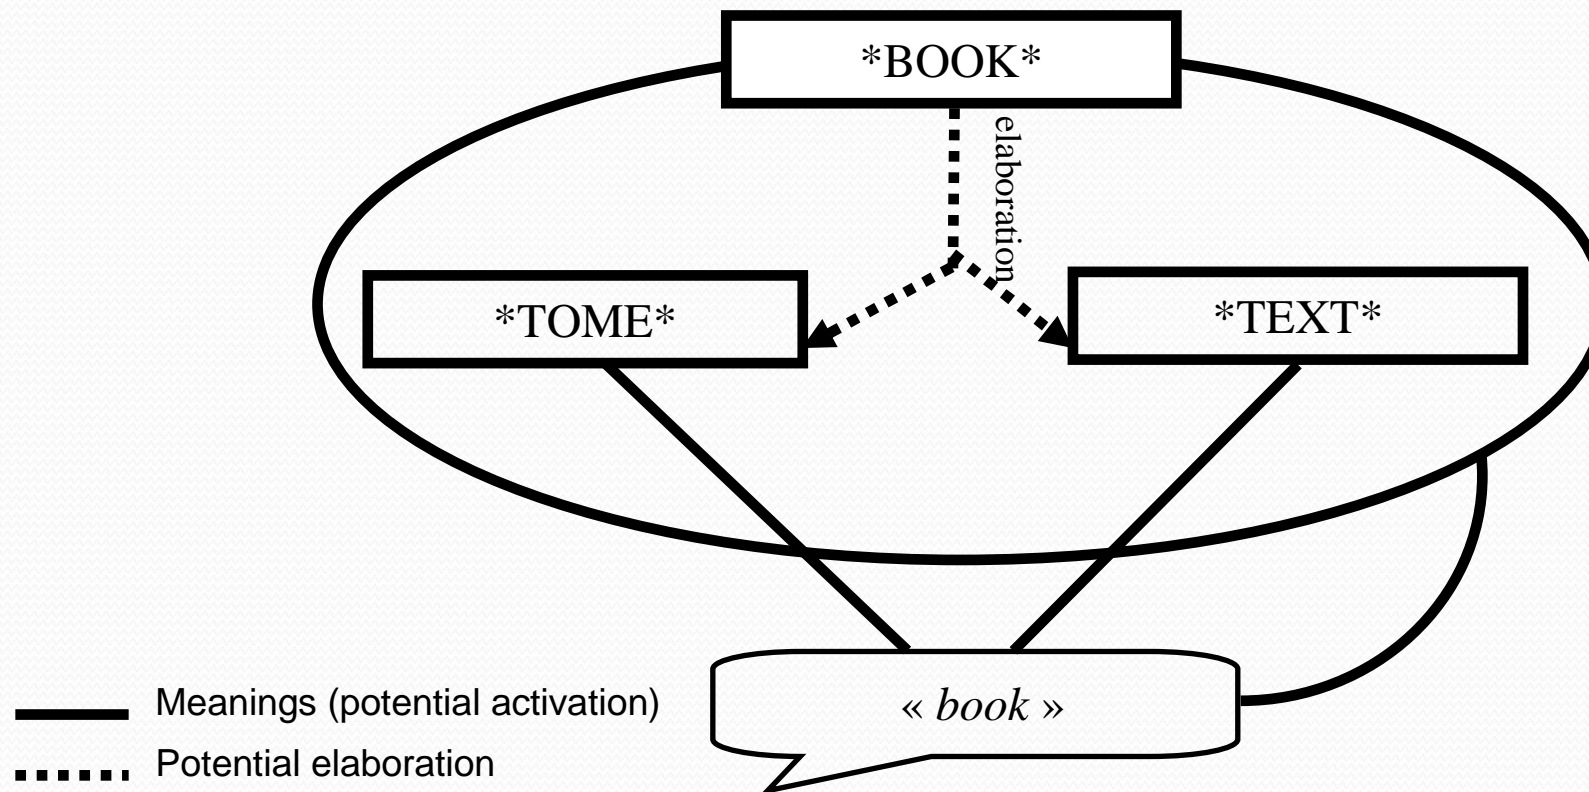 *BOOK*
elaboration
*TOME*
*TEXT*
« book »
Meanings (potential activation)
Potential elaboration